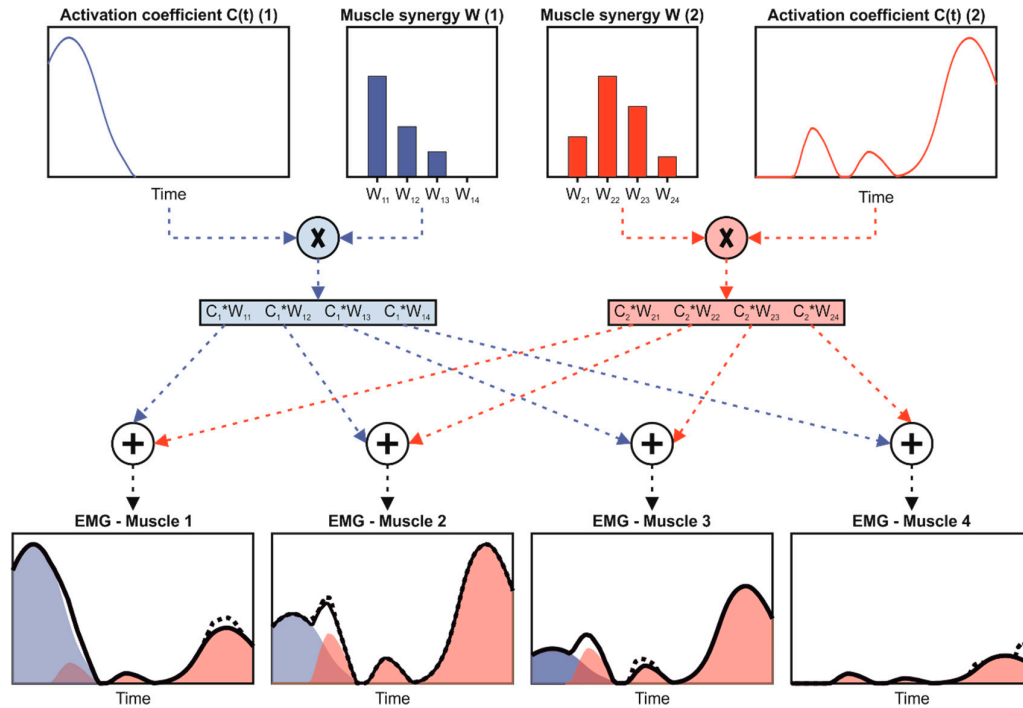 Activation coefficient C(t) (1)
Muscle synergy W (1)
Muscle synergy W (2)
Activation coefficient C(t) (2)
Time
W₁₁ W₁₂ W₁₃ W₁₄
W₂₁ W₂₂ W₂₃ W₂₄
Time
X
X
C₁*W₁₁ C₁*W₁₂ C₁*W₁₃ C₁*W₁₄
C₂*W₂₁ C₂*W₂₂ C₂*W₂₃ C₂*W₂₄
+ + + +
EMG - Muscle 1
EMG - Muscle 2
EMG - Muscle 3
EMG - Muscle 4
Time
Time
Time
Time